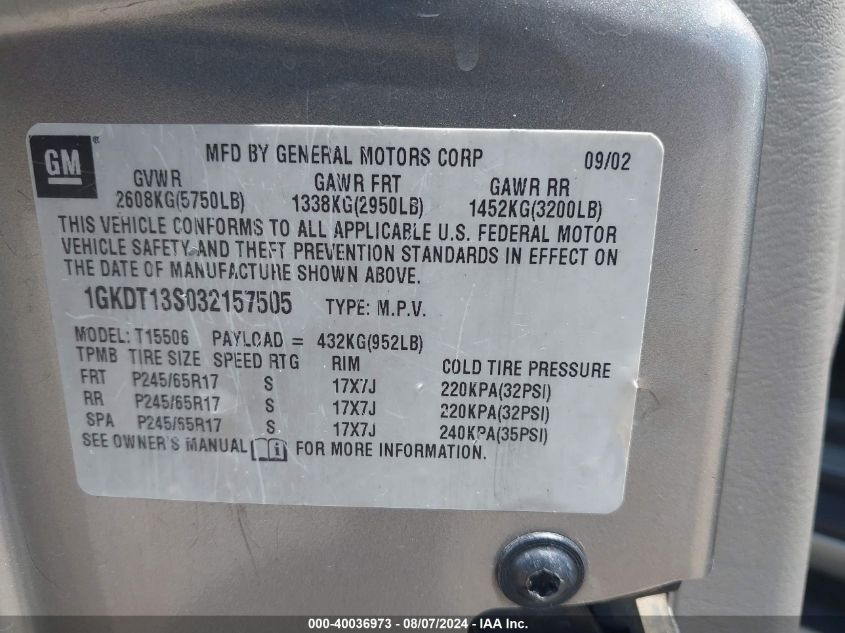 GM
MFD BY GENERAL MOTORS CORP 09/02
GVWR GAWR FRT GAWR RR
2608KG(5750LB) 1338KG(2950LB) 1452KG(3200LB)
THIS VEHICLE CONFORMS TO ALL APPLICABLE U.S. FEDERAL MOTOR
VEHICLE SAFETY AND THEFT PREVENTION STANDARDS IN EFFECT ON
THE DATE OF MANUFACTURE SHOWN ABOVE.
1GKDT13S032157505 TYPE: M.P.V.
MODEL: T15506 PAYLOAD = 432KG(952LB)
TPMB TIRE SIZE SPEED RTG RIM COLD TIRE PRESSURE
FRT P245/65R17 S 17X7J 220KPA(32PSI)
RR P245/65R17 S 17X7J 220KPA(32PSI)
SPA P245/65R17 S 17X7J 240KPA(35PSI)
SEE OWNER'S MANUAL FOR MORE INFORMATION.
000-40036973 - 08/07/2024 - IAA Inc.